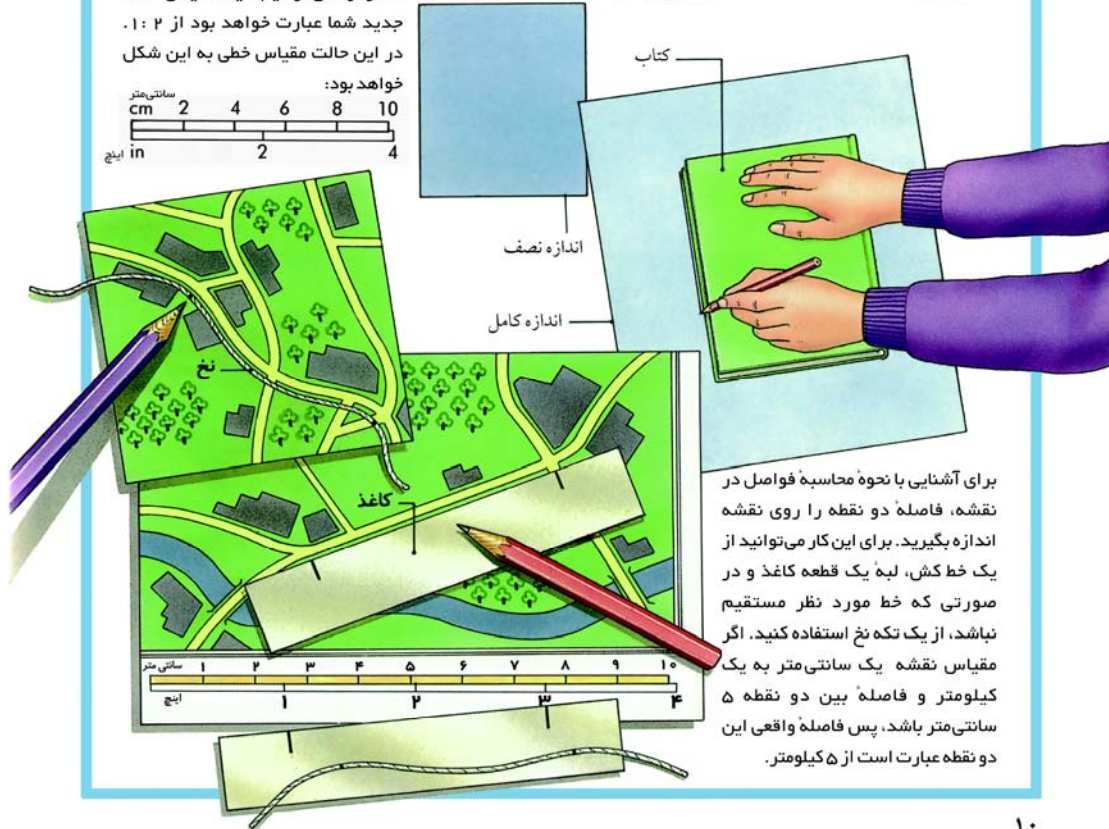 جدید شما عبارت خواهد بود از ۲ :۱.
در این حالت مقیاس خطی به این شکل
خواهد بود:
سانتی‌متر
cm 2 4 6 8 10
in 2 4
اینچ
کتاب
اندازه نصف
اندازه کامل
نخ
کاغذ
برای آشنایی با نحوهٔ محاسبهٔ فواصل در
نقشه، فاصلهٔ دو نقطه را روی نقشه
اندازه بگیرید. برای این کار می‌توانید از
یک خط کش، لبهٔ یک قطعه کاغذ و در
صورتی که خط مورد نظر مستقیم
نباشد، از یک تکه نخ استفاده کنید. اگر
مقیاس نقشه یک سانتی‌متر به یک
کیلومتر و فاصلهٔ بین دو نقطه ۵
سانتی‌متر باشد، پس فاصلهٔ واقعی این
دو نقطه عبارت است از ۵ کیلومتر.
سانتی متر ۱ ۲ ۳ ۴ ۵ ۶ ۷ ۸ ۹ ۱۰
اینچ ۱ ۲ ۳ ۴
۱۰